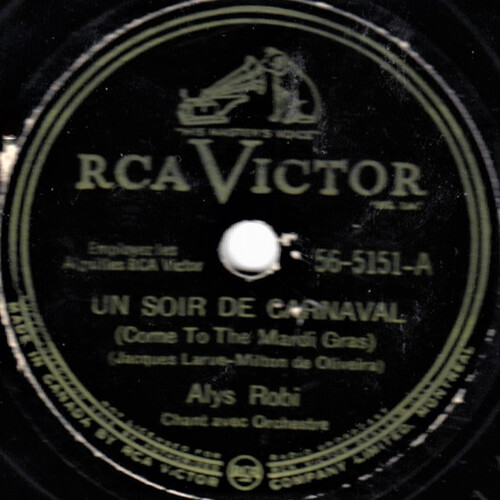 "HIS MASTER'S VOICE"
RCA VICTOR
Employez les
Aiguilles RCA Victor
56-5151-A
UN SOIR DE CARNAVAL
(Come To The Mardi Gras)
(Jacques Larue-Milton de Oliveira)
Alys Robi
Chant avec Orchestre
MADE IN CANADA BY RCA VICTOR COMPANY LIMITED, MONTREAL
RCA